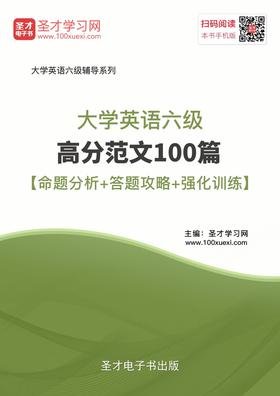 圣才学习网
www.100xuexi.com
圣才
电子书
扫码阅读
本书手机版
大学英语六级辅导系列
大学英语六级
高分范文100篇
【命题分析+答题攻略+强化训练】
主编：圣才学习网
www.100xuexi.com
圣才电子书出版